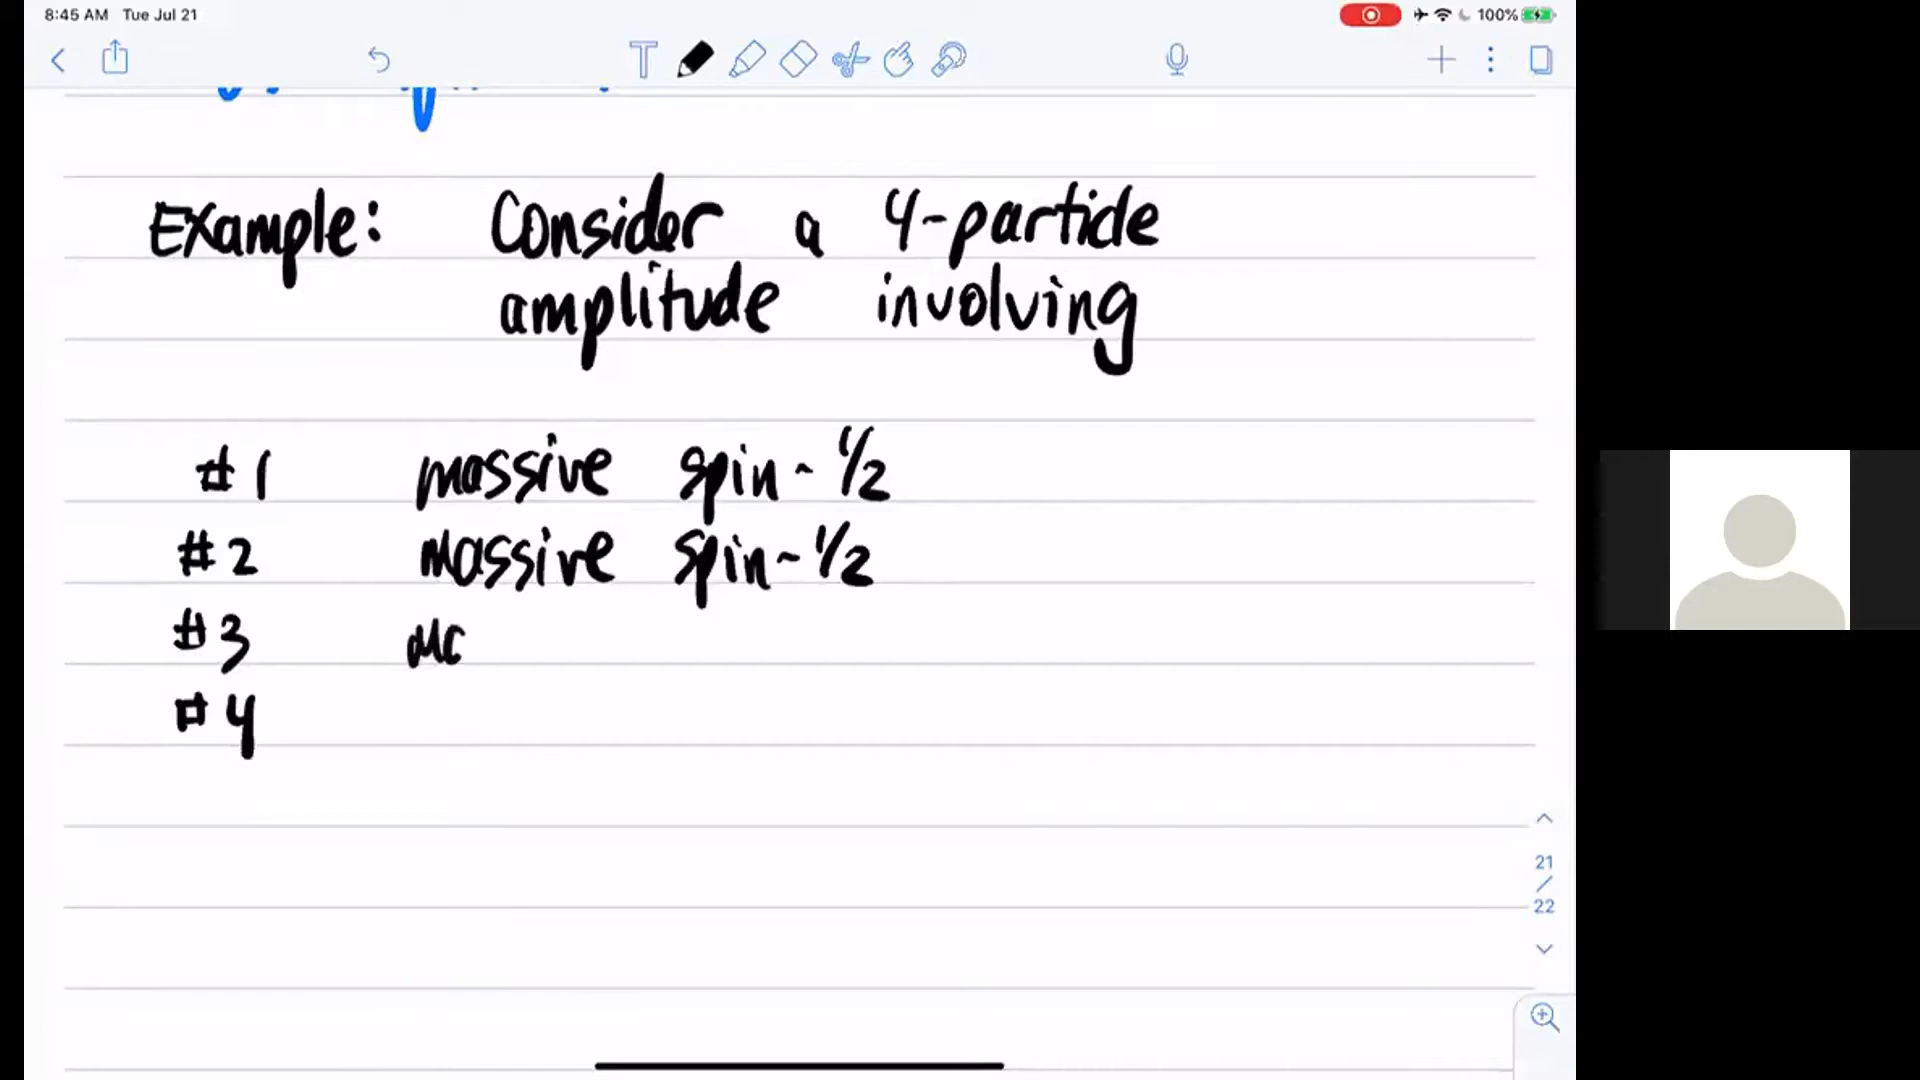 8:45 AM Tue Jul 21
100%
T
Example: Consider a 4-particle
amplitude involving
#1 massive spin-1/2
#2 massive spin-1/2
#3 Ma
#4
21
/
22